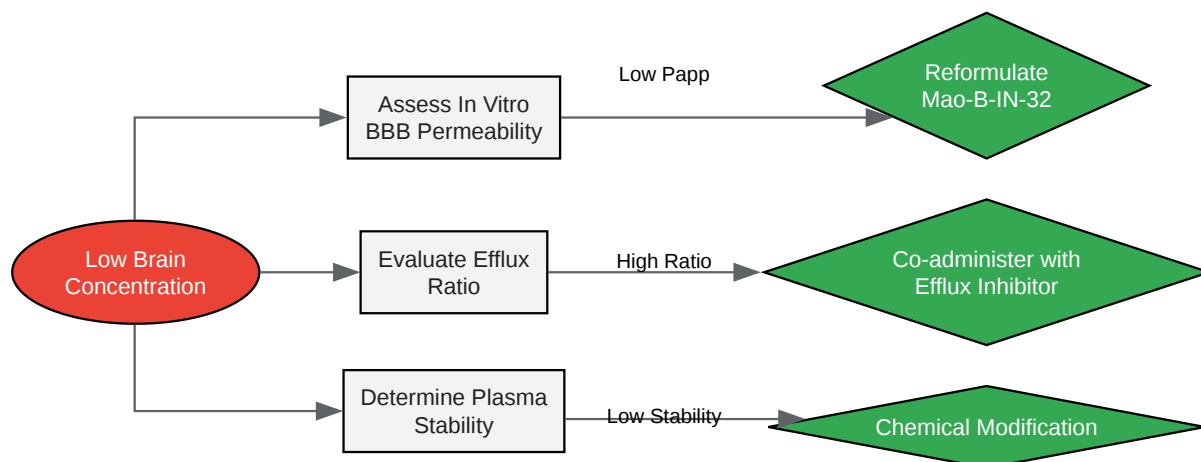 Low Papp
Reformulate
Mao-B-IN-32
Assess In Vitro
BBB Permeability
Low Brain
Concentration
Evaluate Efflux
Ratio
High Ratio
Co-administer with
Efflux Inhibitor
Determine Plasma
Stability
Low Stability
Chemical Modification